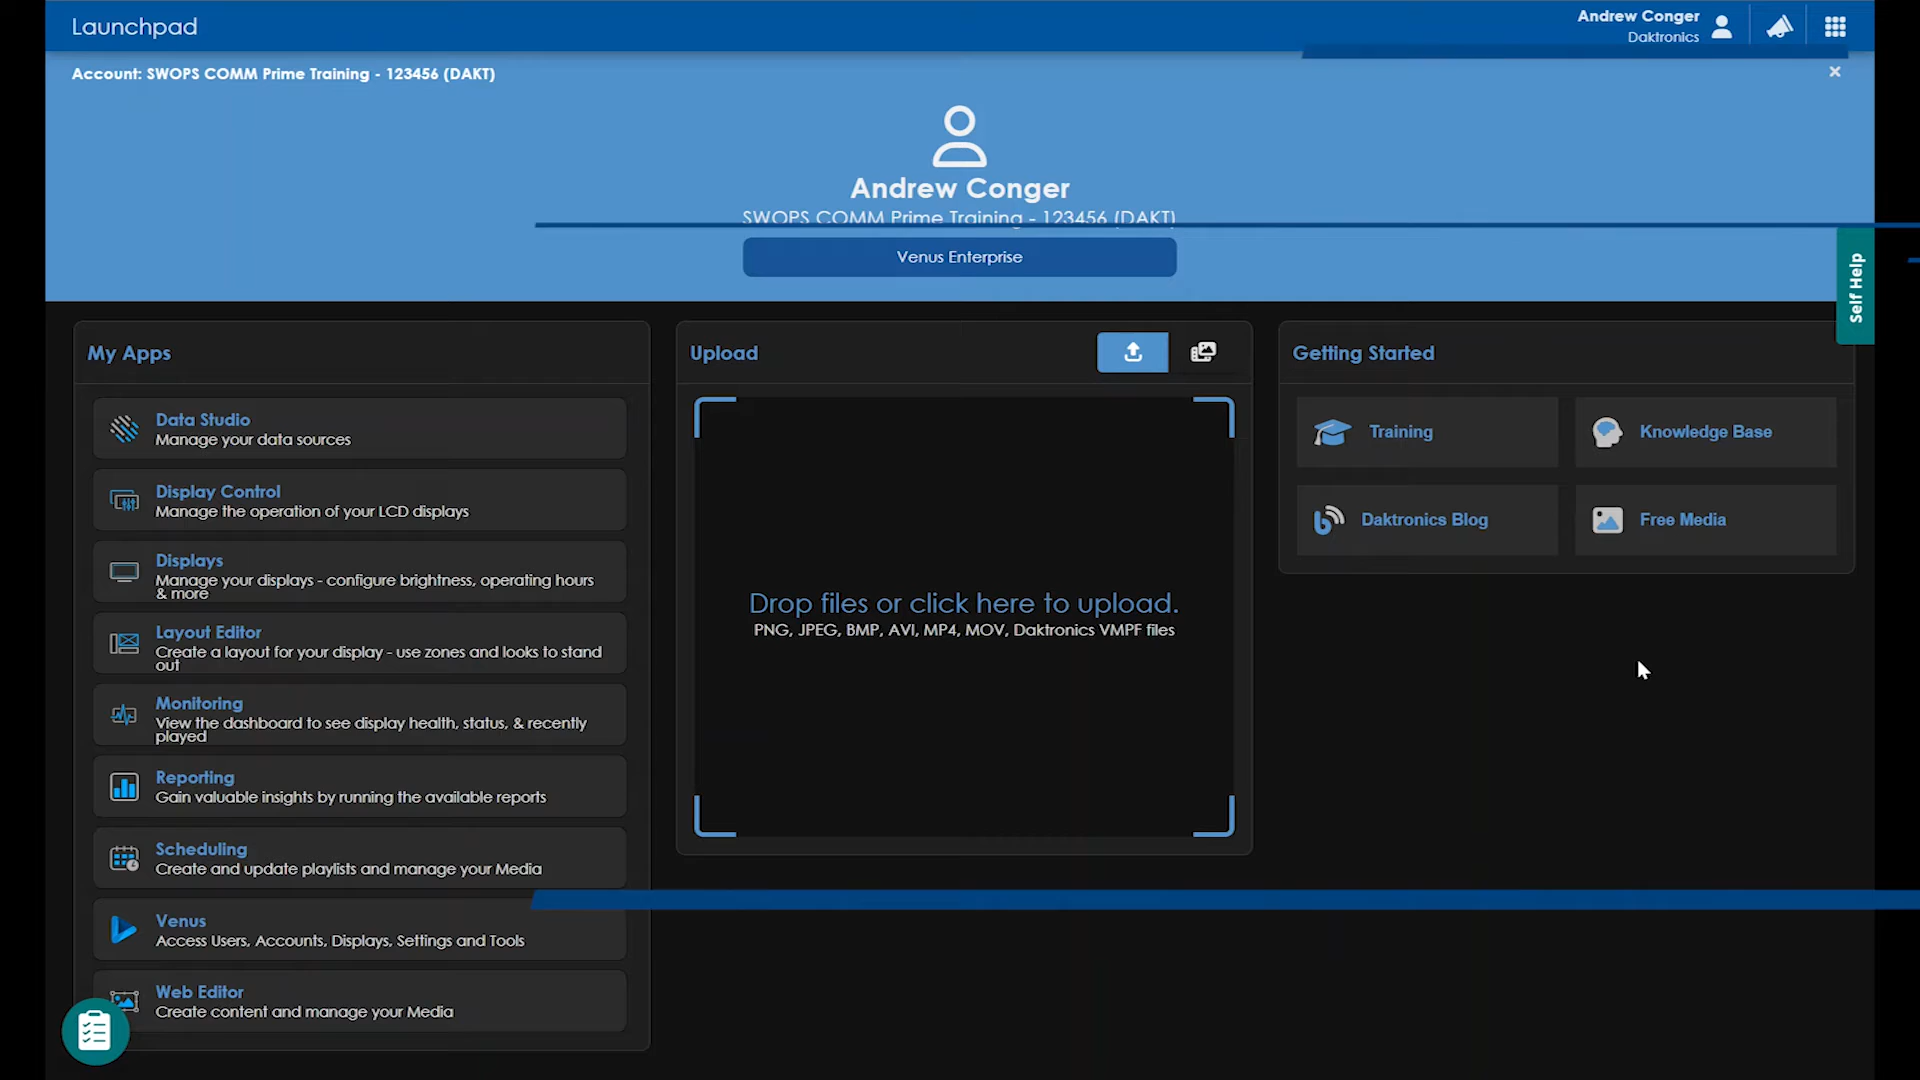 Launchpad
Andrew Conger
Daktronics
Account: SWOPS COMM Prime Training - 123456 (DAKT)
Andrew Conger
SWOPS COMM Prime Training - 123456 (DAKT)
Venus Enterprise
Self Help
My Apps
Data Studio
Manage your data sources
Display Control
Manage the operation of your LCD displays
Displays
Manage your displays - configure brightness, operating hours
& more
Layout Editor
Create a layout for your display - use zones and looks to stand
out
Monitoring
View the dashboard to see display health, status, & recently
played
Reporting
Gain valuable insights by running the available reports
Scheduling
Create and update playlists and manage your Media
Venus
Access Users, Accounts, Displays, Settings and Tools
Web Editor
Create content and manage your Media
Upload
Drop files or click here to upload.
PNG, JPEG, BMP, AVI, MP4, MOV, Daktronics VMPF files
Getting Started
Training
Knowledge Base
Daktronics Blog
Free Media